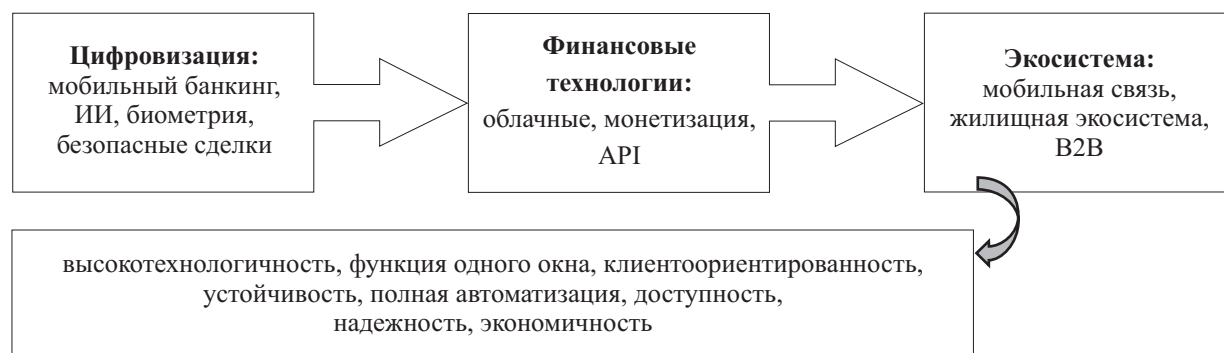 Цифровизация:
мобильный банкинг,
ИИ, биометрия,
безопасные сделки
Финансовые
технологии:
облачные, монетизация,
API
Экосистема:
мобильная связь,
жилищная экосистема,
B2B
высокотехнологичность, функция одного окна, клиентоориентированность,
устойчивость, полная автоматизация, доступность,
надежность, экономичность